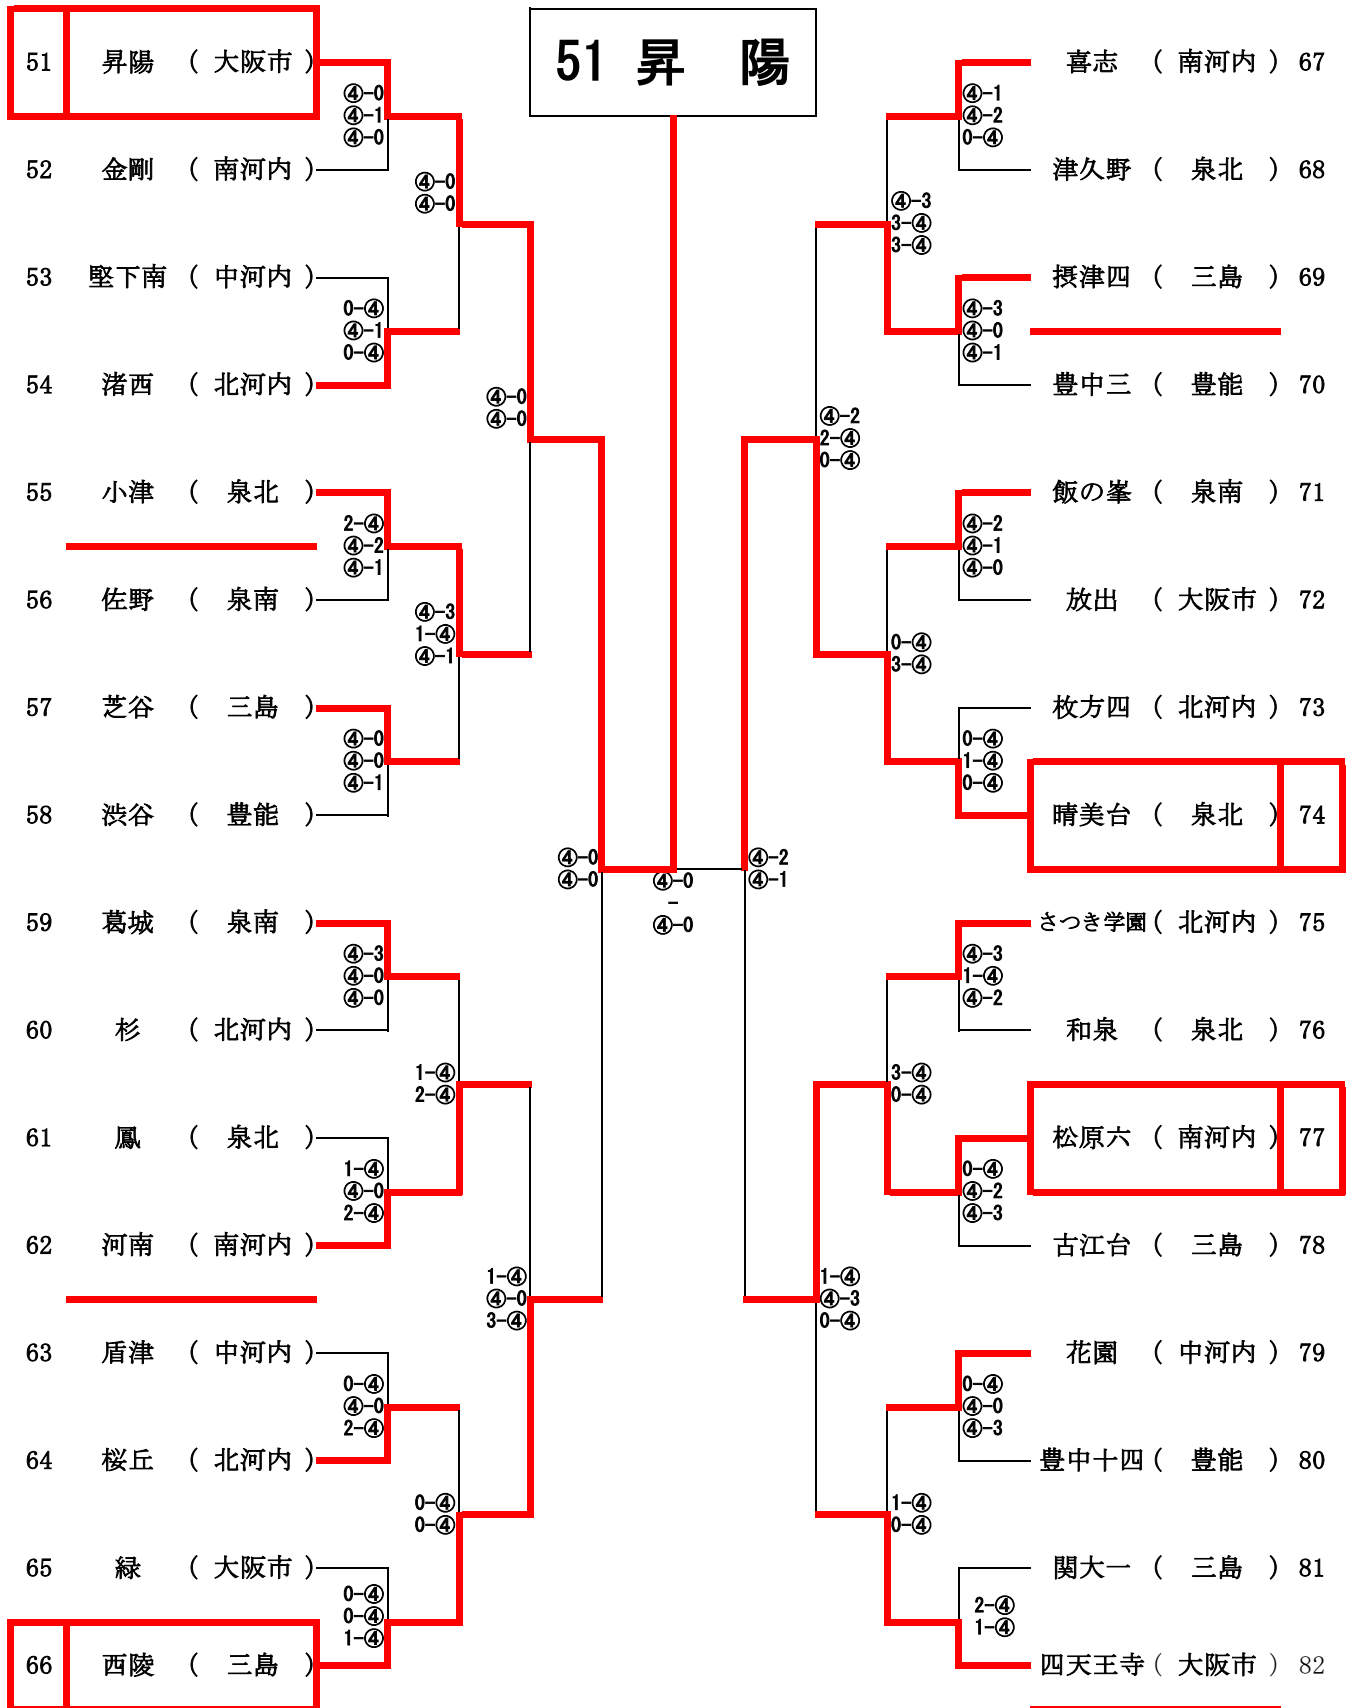 51 昇 陽
51 昇陽 ( 大阪市 )
④-0
④-1
④-0
52 金剛 ( 南河内 )
④-0
④-0
53 堅下南 ( 中河内 )
0-④
④-1
0-④
54 渚西 ( 北河内 )
④-0
④-0
55 小津 ( 泉北 )
2-④
④-2
④-1
56 佐野 ( 泉南 )
④-3
1-④
④-1
57 芝谷 ( 三島 )
④-0
④-0
④-1
58 渋谷 ( 豊能 )
④-0
④-0
59 葛城 ( 泉南 )
④-3
④-0
④-0
60 杉 ( 北河内 )
1-④
2-④
61 鳳 ( 泉北 )
1-④
④-0
2-④
62 河南 ( 南河内 )
1-④
④-0
3-④
63 盾津 ( 中河内 )
0-④
④-0
2-④
64 桜丘 ( 北河内 )
0-④
0-④
65 緑 ( 大阪市 )
0-④
0-④
1-④
66 西陵 ( 三島 )
④-0
-
④-0
喜志 ( 南河内 ) 67
④-1
④-2
0-④
津久野 ( 泉北 ) 68
④-3
3-④
3-④
摂津四 ( 三島 ) 69
④-3
④-0
④-1
豊中三 ( 豊能 ) 70
④-2
2-④
0-④
飯の峯 ( 泉南 ) 71
④-2
④-1
④-0
放出 ( 大阪市 ) 72
0-④
3-④
枚方四 ( 北河内 ) 73
0-④
1-④
0-④
晴美台 ( 泉北 ) 74
④-2
④-1
さつき学園 ( 北河内 ) 75
④-3
1-④
④-2
和泉 ( 泉北 ) 76
3-④
0-④
松原六 ( 南河内 ) 77
0-④
④-2
④-3
古江台 ( 三島 ) 78
1-④
④-3
0-④
花園 ( 中河内 ) 79
0-④
④-0
④-3
豊中十四 ( 豊能 ) 80
1-④
0-④
関大一 ( 三島 ) 81
2-④
1-④
四天王寺 ( 大阪市 ) 82